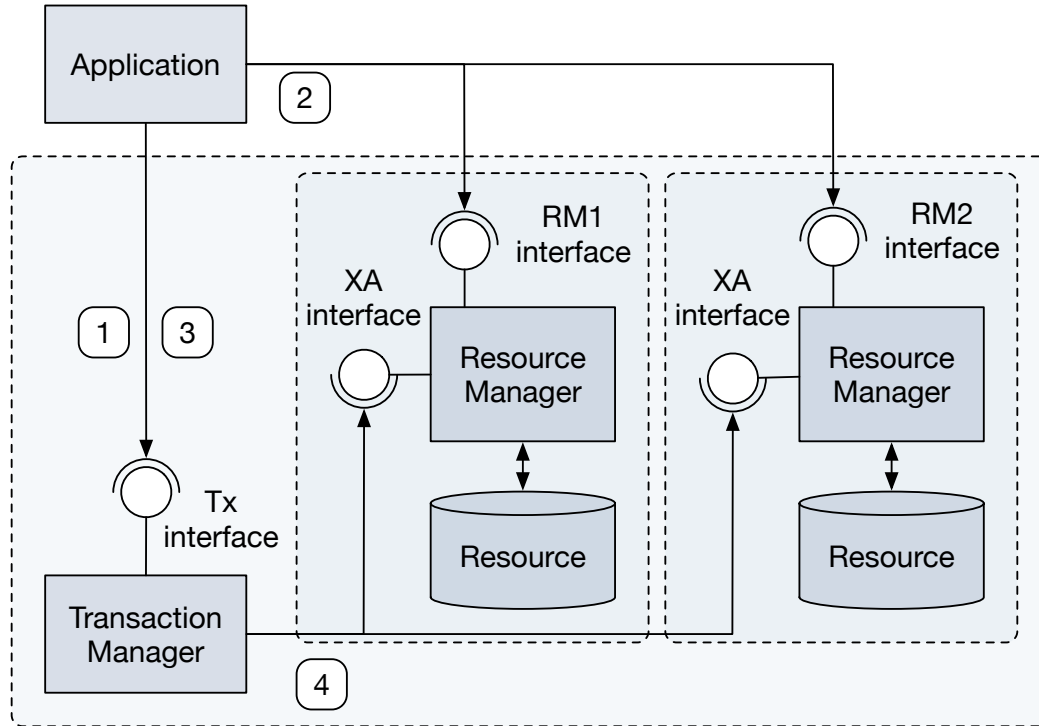 Application
2
RM1
interface
RM2
interface
XA
interface
XA
interface
1
3
Resource
Manager
Resource
Manager
Tx
interface
Resource
Resource
Transaction
Manager
4